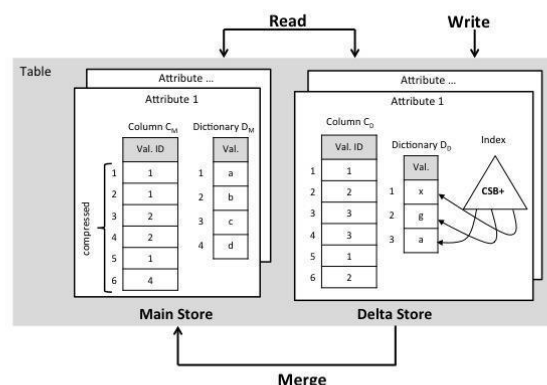 Read
Write
Table
Attribute ...
Attribute ...
Attribute 1
Attribute 1
Column C_M
Dictionary D_M
Val. ID
Val.
1 1
2 1
3 2
4 2
5 1
6 4
1 a
2 b
3 c
4 d
compressed
Column C_D
Dictionary D_D
Index
Val. ID
Val.
1 1
2 2
3 3
4 3
5 1
6 2
1 x
2 g
3 a
CSB+
Main Store
Delta Store
Merge